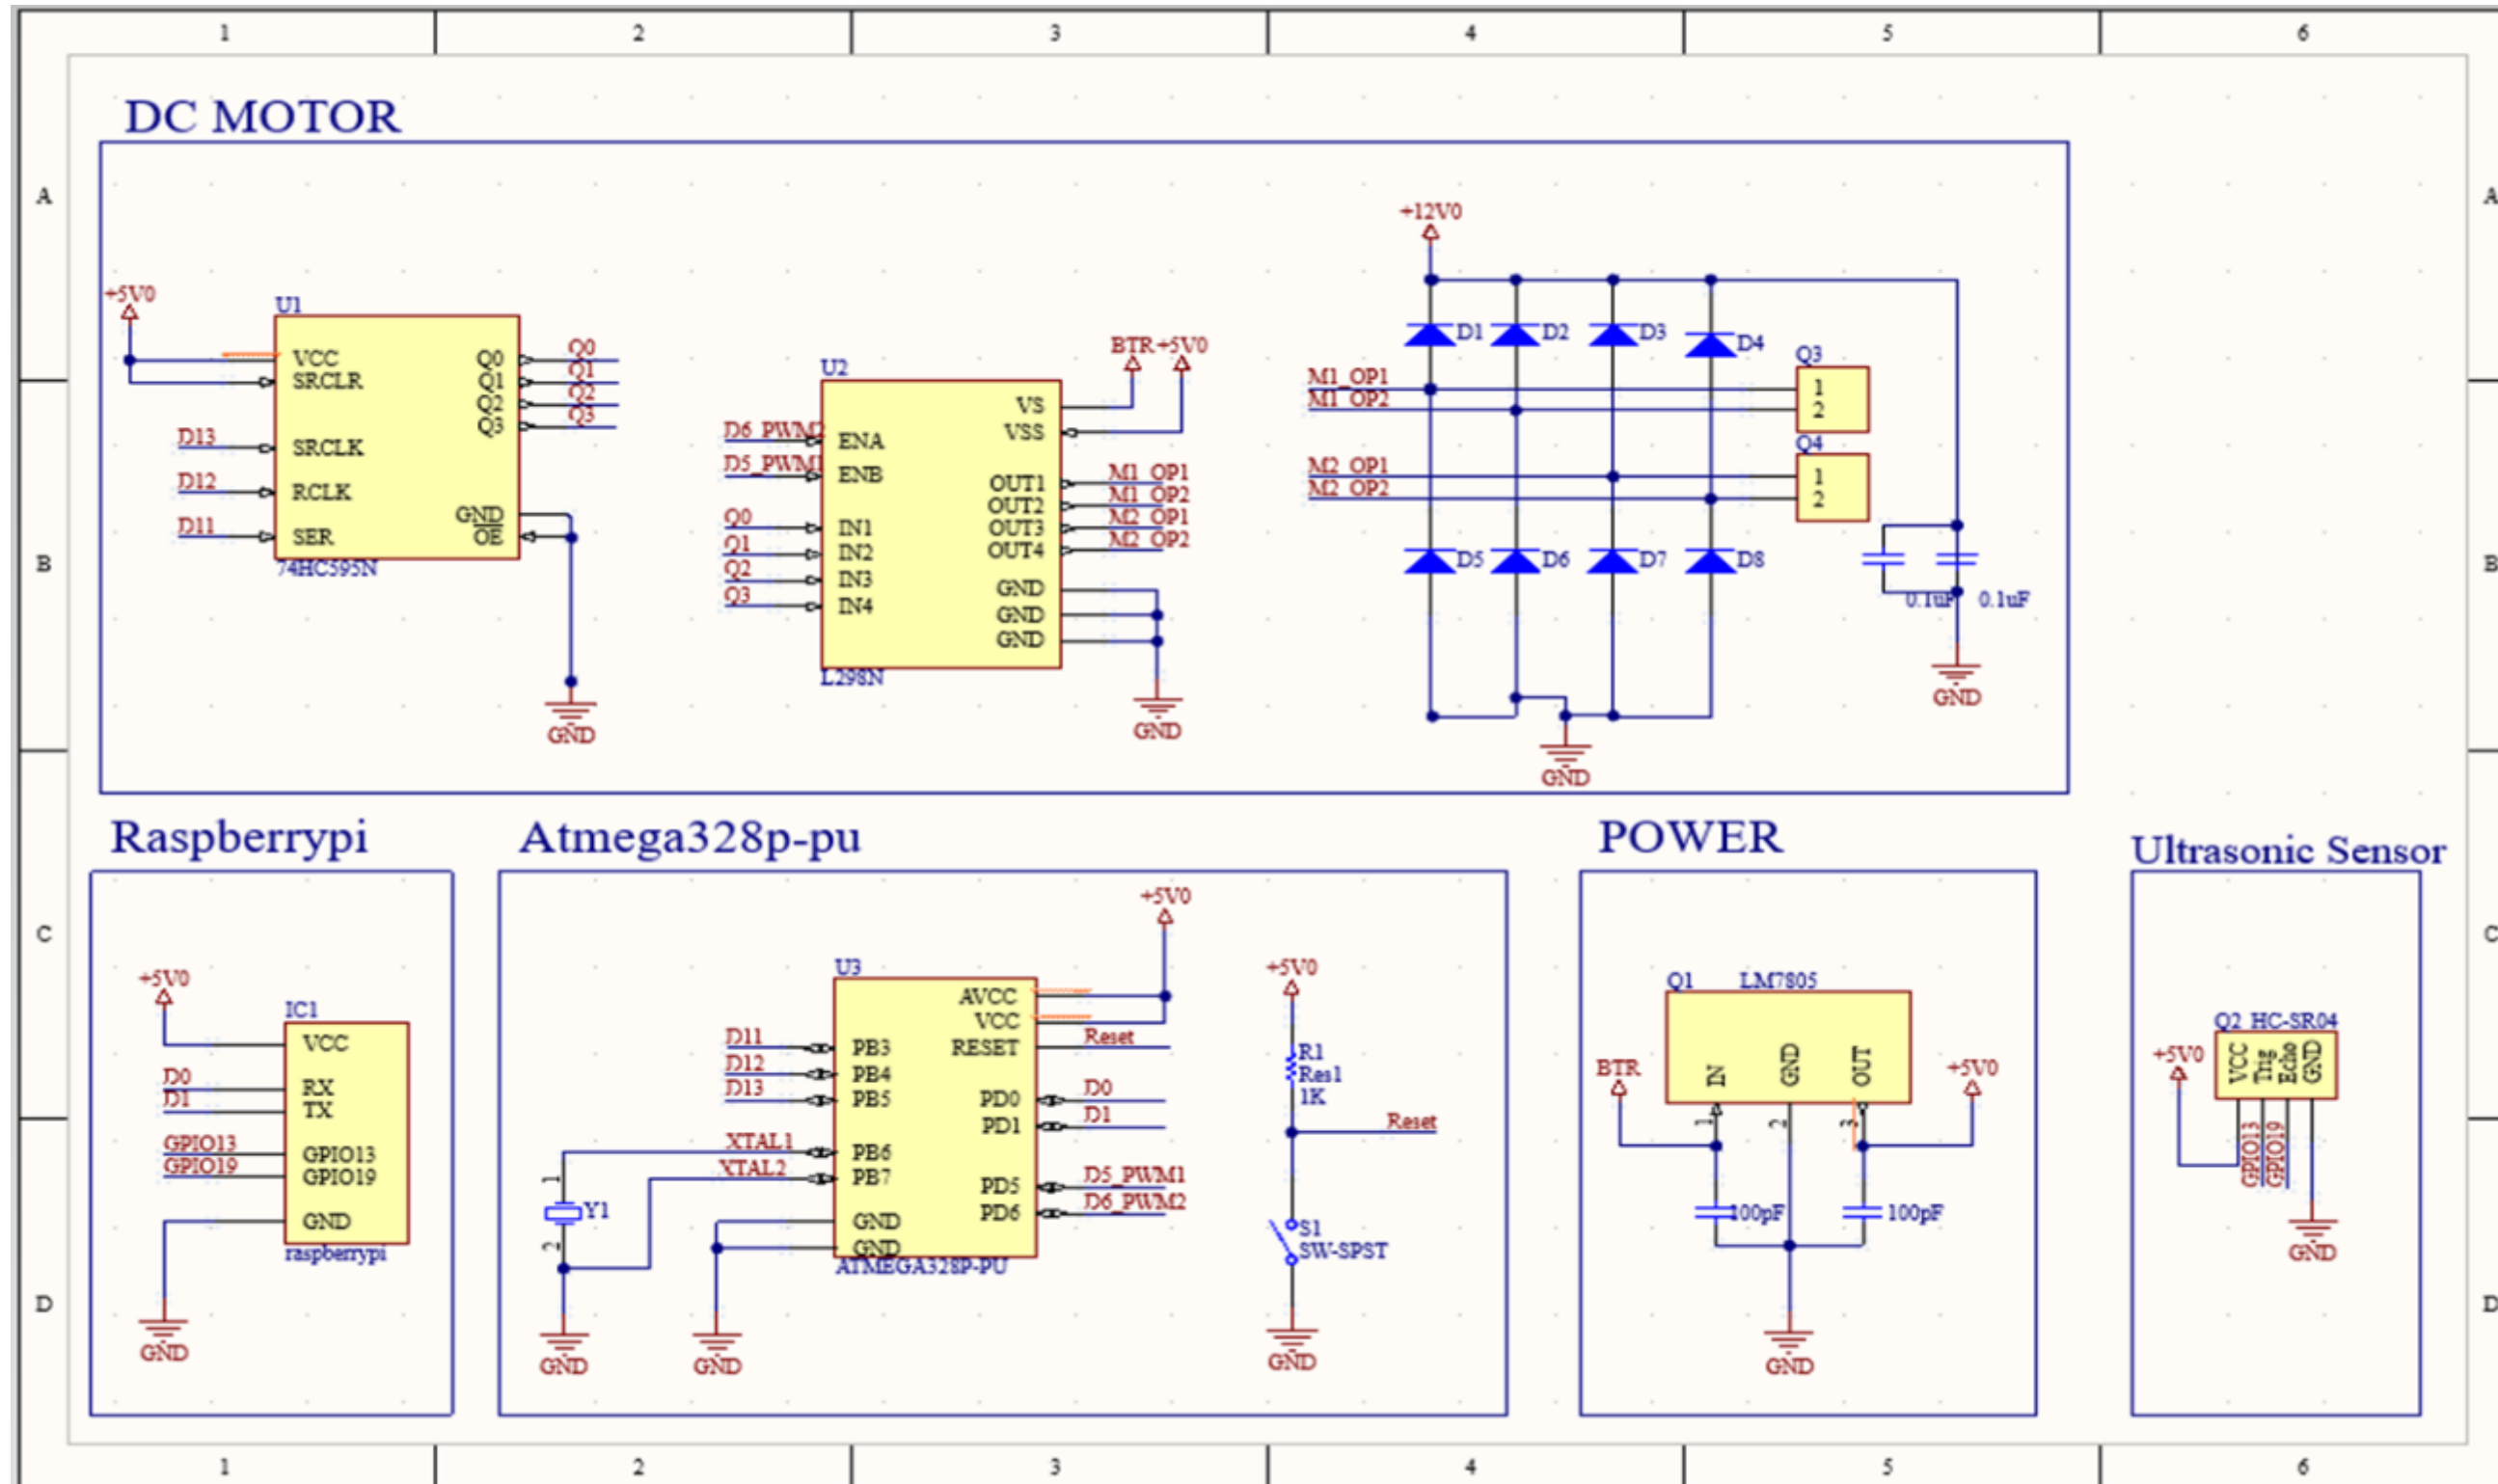 1 2 3 4 5 6
DC MOTOR
A A
+5V0
U1
VCC
SRCLR
D13
SRCLK
D12
RCLK
D11
SER
Q0 Q0
Q1 Q1
Q2 Q2
Q3 Q3
GND
OE
74HC595N
GND
U2
BTR +5V0
VS
VSS
D6_PWM2
ENA
D5_PWM1
ENB
Q0
IN1
Q1
IN2
Q2
IN3
Q3
IN4
OUT1 M1_OP1
OUT2 M1_OP2
OUT3 M2_OP1
OUT4 M2_OP2
GND
GND
GND
L298N
GND
+12V0
D1 D2 D3 D4
M1_OP1
M1_OP2
Q3
1
2
M2_OP1
M2_OP2
Q4
1
2
D5 D6 D7 D8
0.1uF 0.1uF
GND
GND
B B
Raspberrypi
+5V0
IC1
VCC
D0
RX
D1
TX
GPIO13
GPIO13
GPIO19
GPIO19
GND
raspberrypi
GND
Atmega328p-pu
+5V0
U3
AVCC
VCC
RESET Reset
D11
PB3
D12
PB4
D13
PB5
XTAL1
PB6
XTAL2
PB7
GND
GND
PD0 D0
PD1 D1
PD5 D5_PWM1
PD6 D6_PWM2
ATMEGA328P-PU
1
Y1
2
GND
GND
+5V0
R1
Res1
1K
Reset
S1
SW-SPST
GND
POWER
Q1 LM7805
IN GND OUT
1 2 3
BTR
+5V0
100pF
100pF
GND
Ultrasonic Sensor
Q2 HC-SR04
+5V0
VCC
Trig
Echo
GND
GPIO13
GPIO19
GND
C C
D D
1 2 3 4 5 6